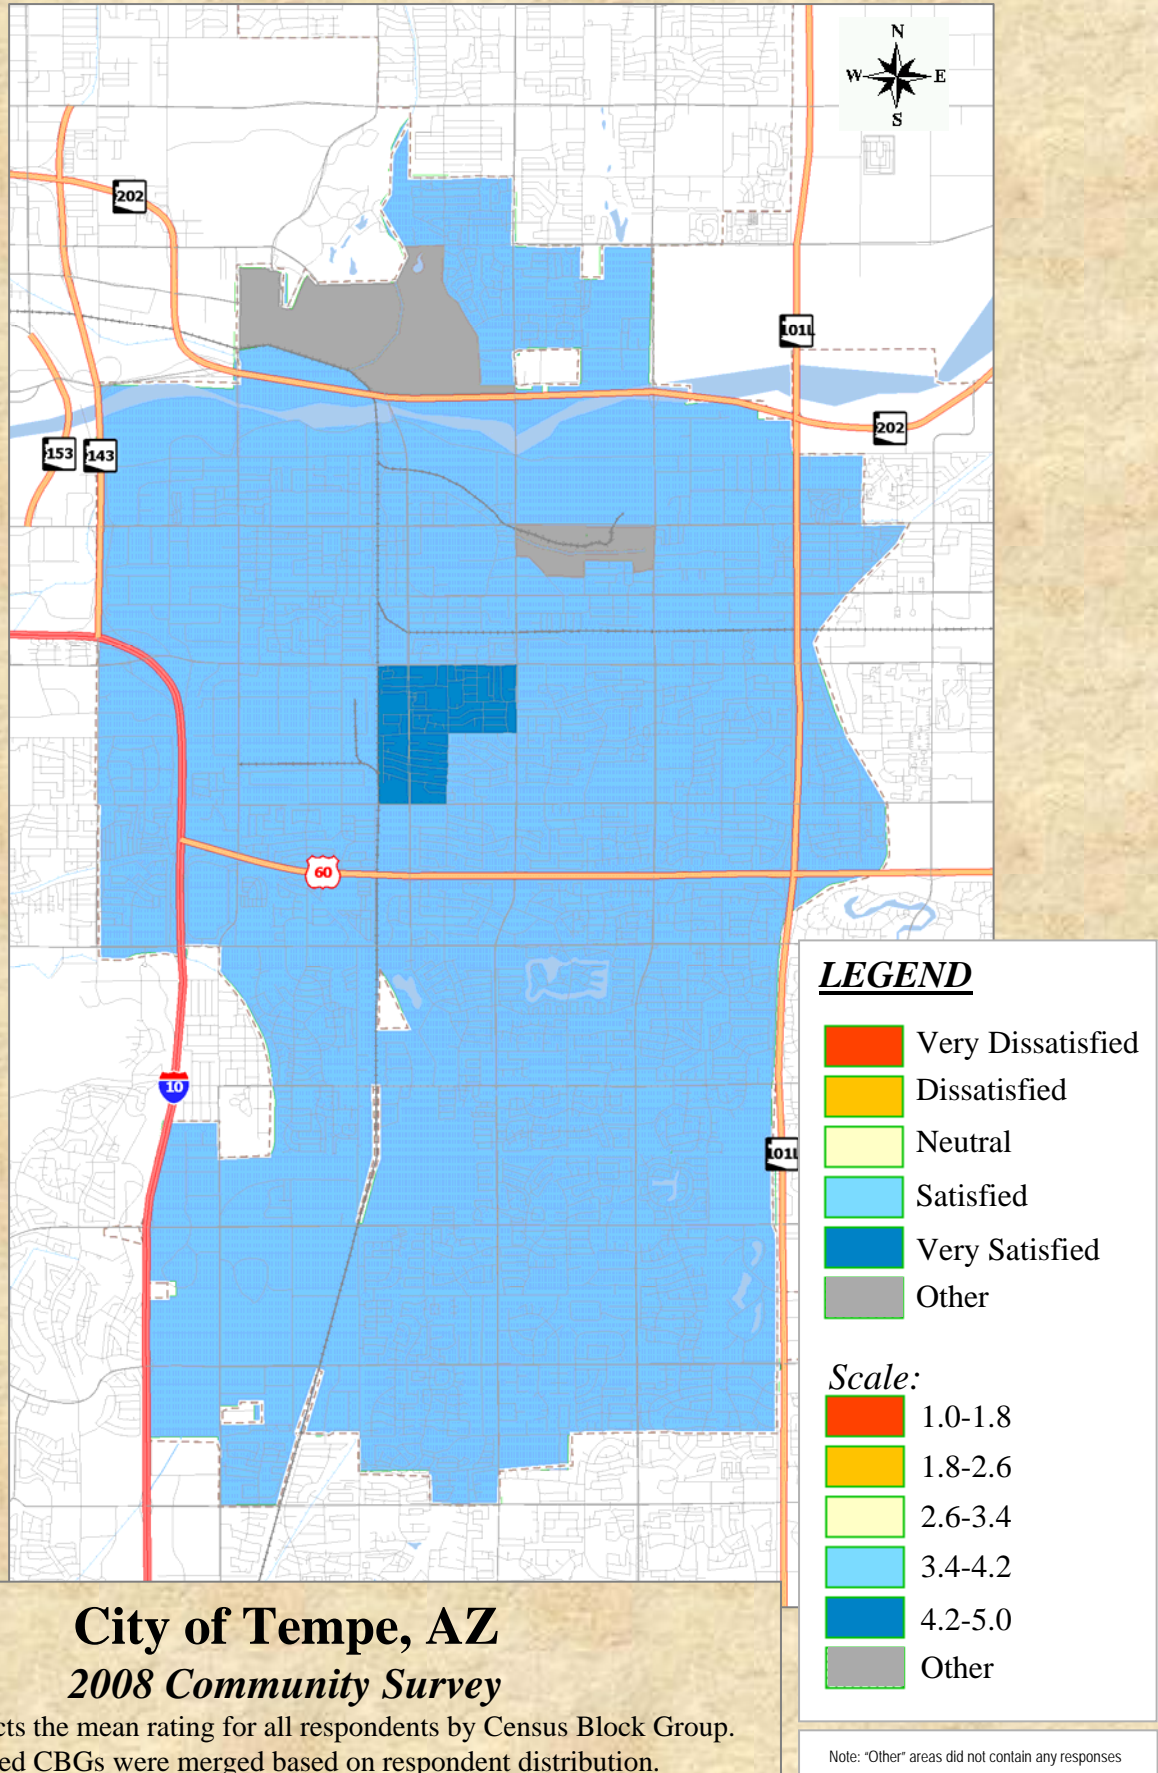 N
W E
S
202
101L
202
153
143
60
10
101L
LEGEND
Very Dissatisfied
Dissatisfied
Neutral
Satisfied
Very Satisfied
Other
Scale:
1.0-1.8
1.8-2.6
2.6-3.4
3.4-4.2
4.2-5.0
Other
City of Tempe, AZ
2008 Community Survey
the mean rating for all respondents by Census Block Group.
CBGs were merged based on respondent distribution.
Note: “Other” areas did not contain any responses